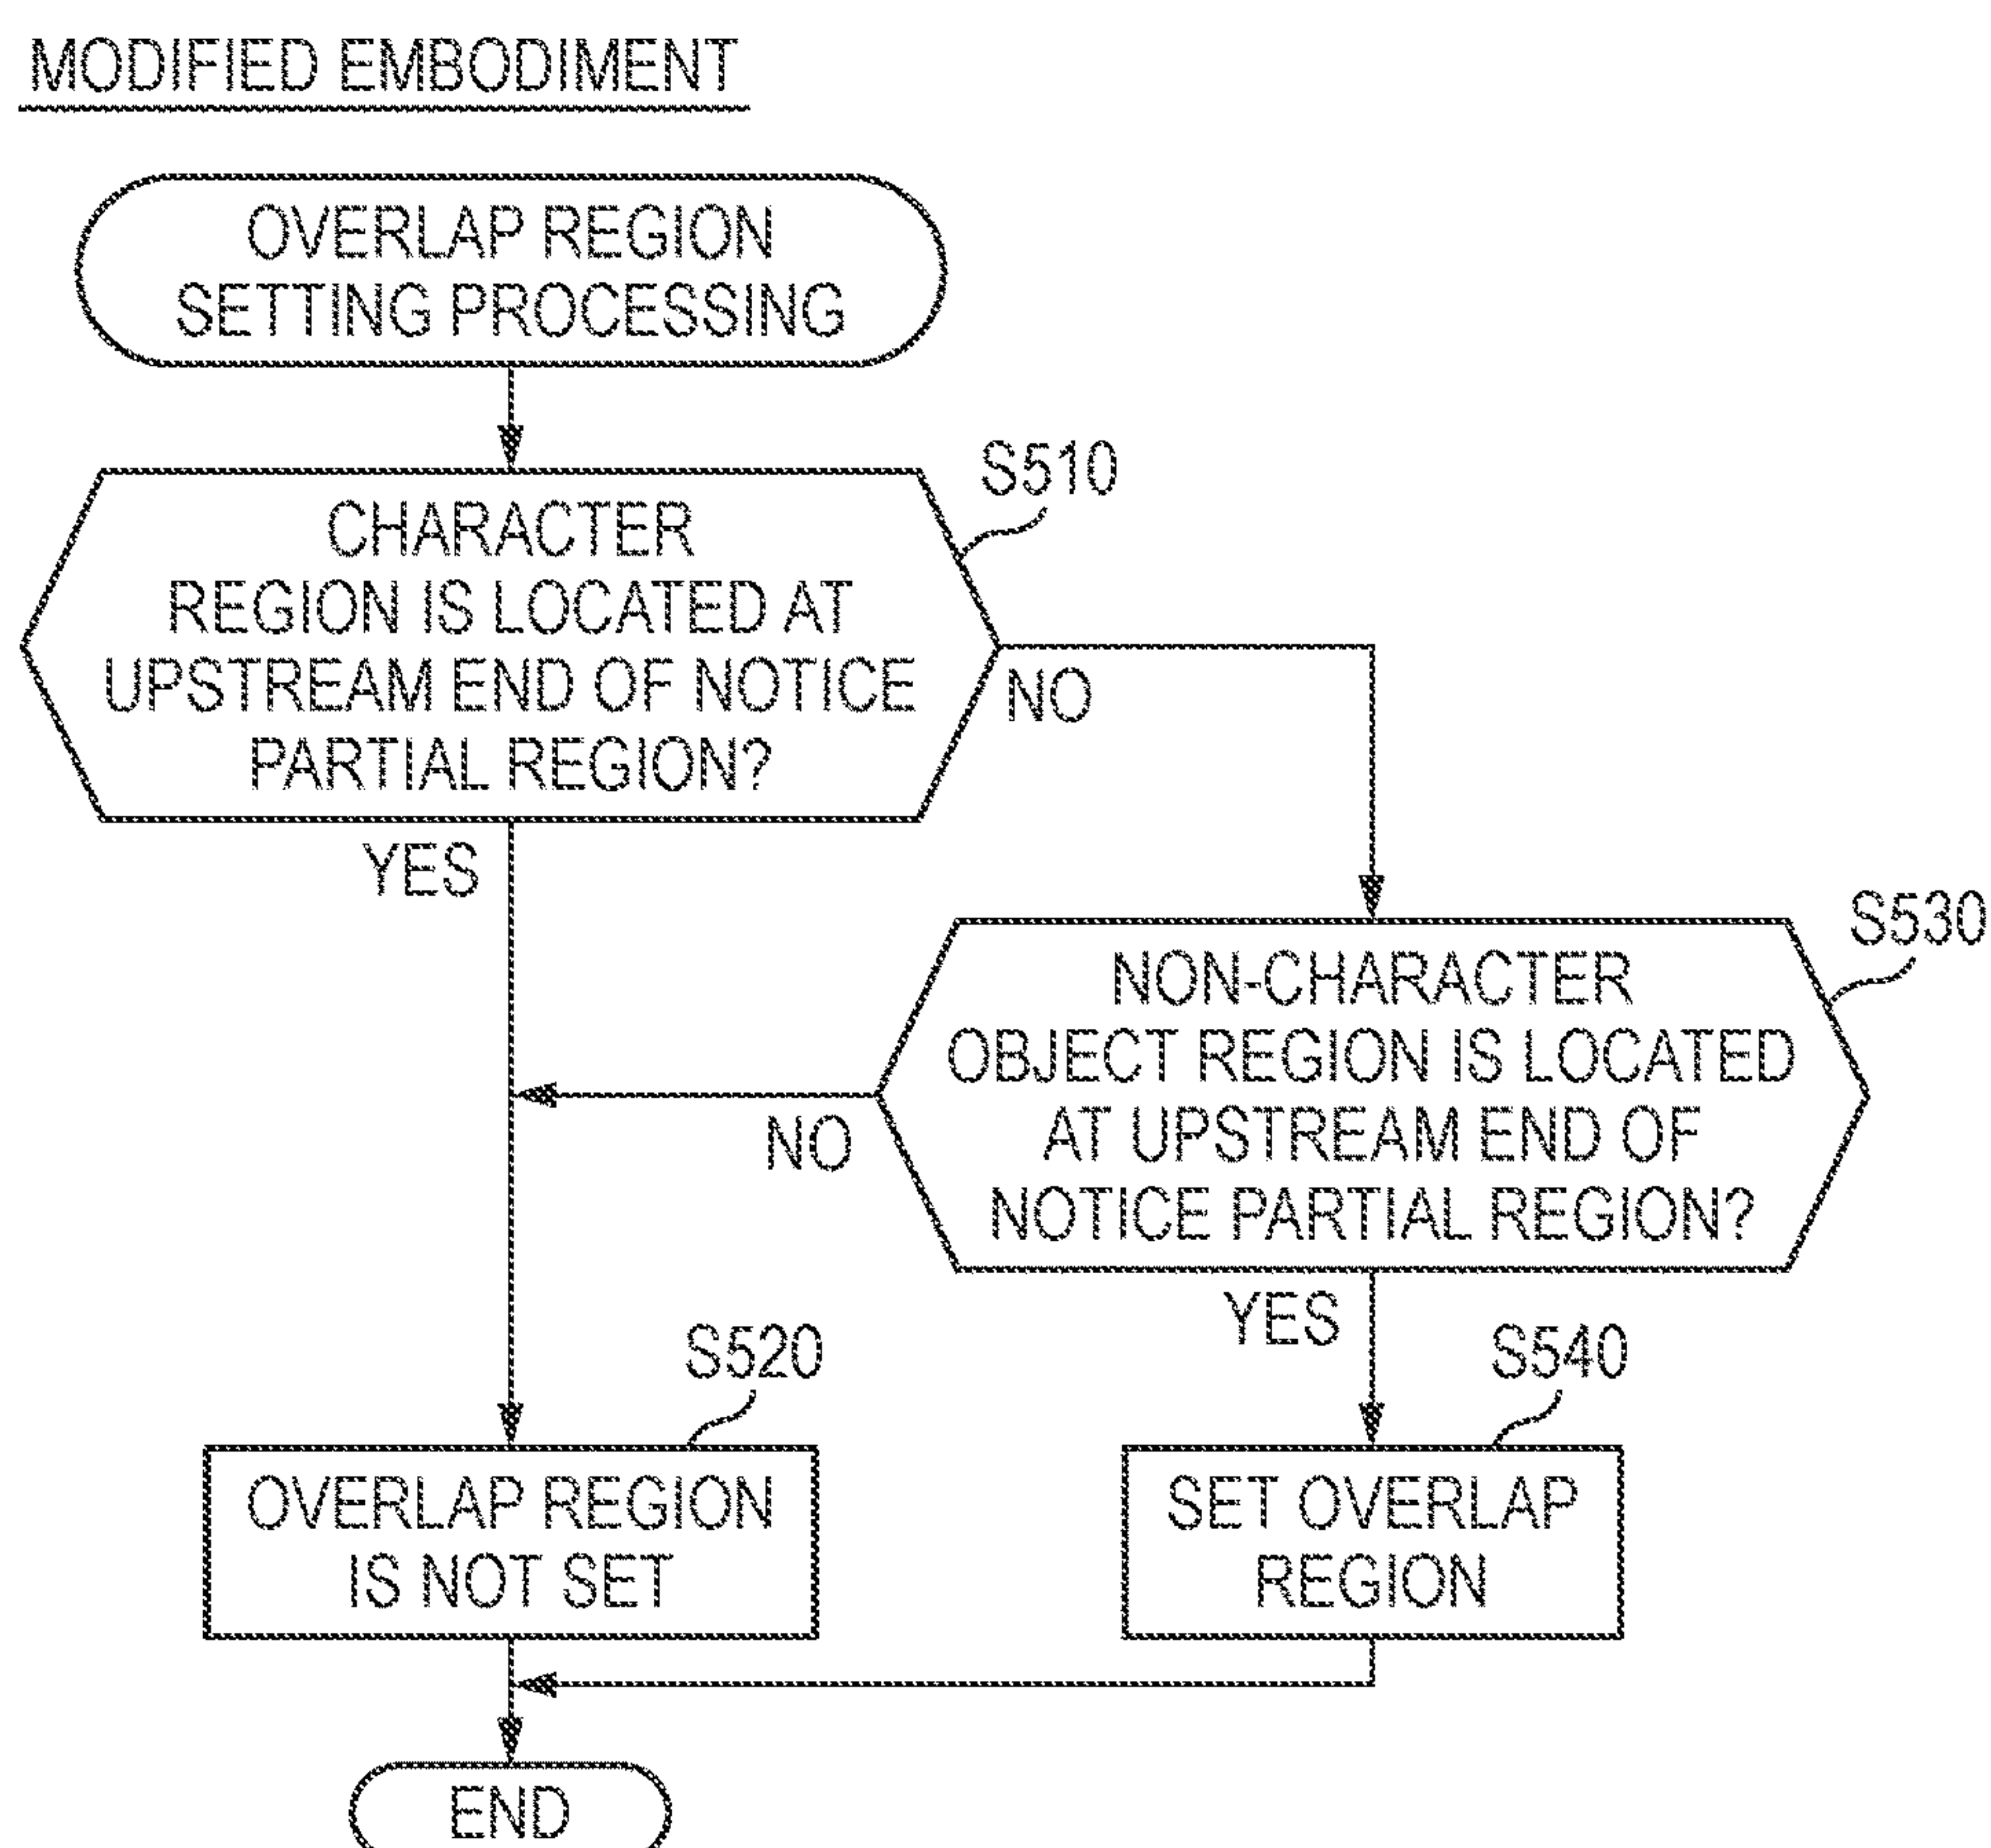 MODIFIED EMBODIMENT
OVERLAP REGION
SETTING PROCESSING
S510
CHARACTER
REGION IS LOCATED AT
UPSTREAM END OF NOTICE
PARTIAL REGION?
NO
YES
S530
NON-CHARACTER
OBJECT REGION IS LOCATED
AT UPSTREAM END OF
NOTICE PARTIAL REGION?
NO
YES
S520
OVERLAP REGION
IS NOT SET
S540
SET OVERLAP
REGION
END